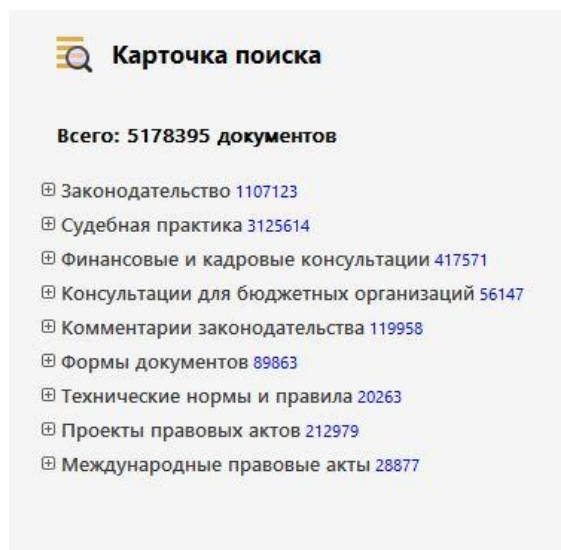 Карточка поиска
Всего: 5178395 документов
Законодательство 1107123
Судебная практика 3125614
Финансовые и кадровые консультации 417571
Консультации для бюджетных организаций 56147
Комментарии законодательства 119958
Формы документов 89863
Технические нормы и правила 20263
Проекты правовых актов 212979
Международные правовые акты 28877